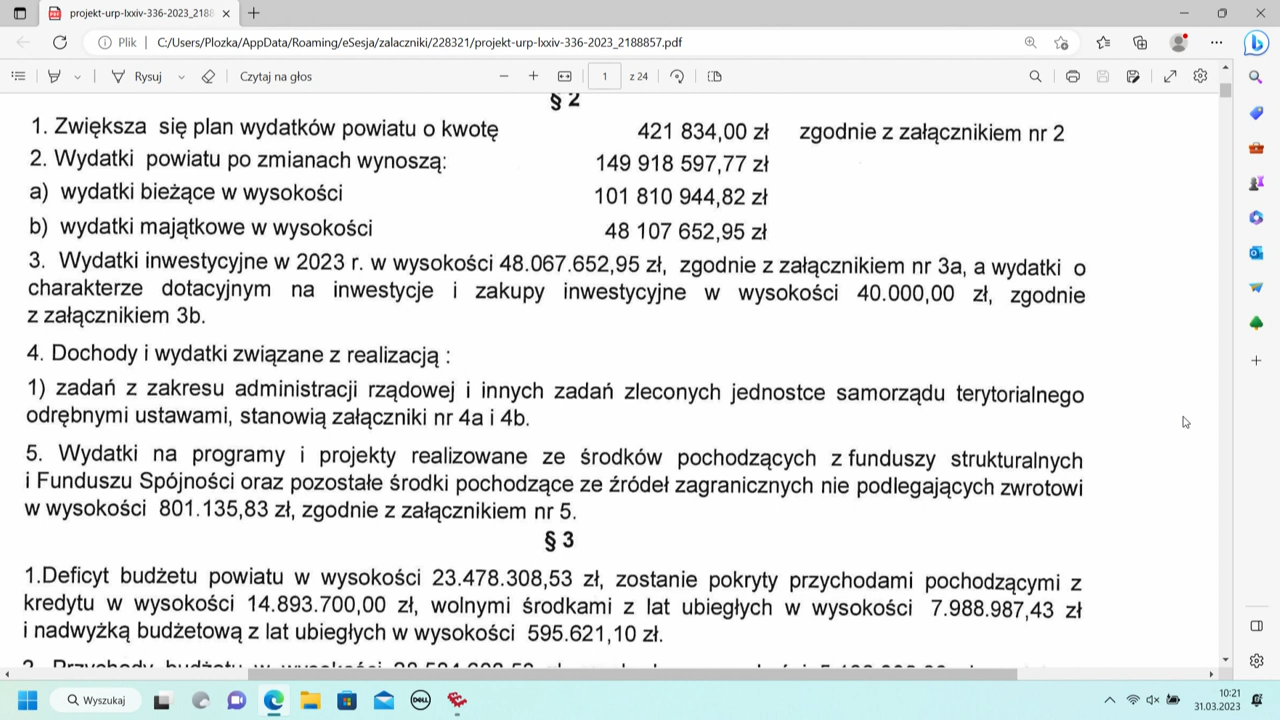 projekt-urp-lxxiv-336-2023_2188
Plik C:/Users/Plozka/AppData/Roaming/eSesja/zalaczniki/228321/projekt-urp-lxxiv-336-2023_2188857.pdf
Rysuj Czytaj na głos 1 z 24
§ 2
1. Zwiększa się plan wydatków powiatu o kwotę 421 834,00 zł zgodnie z załącznikiem nr 2
2. Wydatki powiatu po zmianach wynoszą: 149 918 597,77 zł
a) wydatki bieżące w wysokości 101 810 944,82 zł
b) wydatki majątkowe w wysokości 48 107 652,95 zł
3. Wydatki inwestycyjne w 2023 r. w wysokości 48.067.652,95 zł, zgodnie z załącznikiem nr 3a, a wydatki o
charakterze dotacyjnym na inwestycje i zakupy inwestycyjne w wysokości 40.000,00 zł, zgodnie
z załącznikiem 3b.
4. Dochody i wydatki związane z realizacją :
1) zadań z zakresu administracji rządowej i innych zadań zleconych jednostce samorządu terytorialnego
odrębnymi ustawami, stanowią załączniki nr 4a i 4b.
5. Wydatki na programy i projekty realizowane ze środków pochodzących z funduszy strukturalnych
i Funduszu Spójności oraz pozostałe środki pochodzące ze źródeł zagranicznych nie podlegających zwrotowi
w wysokości 801.135,83 zł, zgodnie z załącznikiem nr 5.
§ 3
1.Deficyt budżetu powiatu w wysokości 23.478.308,53 zł, zostanie pokryty przychodami pochodzącymi z
kredytu w wysokości 14.893.700,00 zł, wolnymi środkami z lat ubiegłych w wysokości 7.988.987,43 zł
i nadwyżką budżetową z lat ubiegłych w wysokości 595.621,10 zł.
Wyszukaj
DELL
10:21
31.03.2023